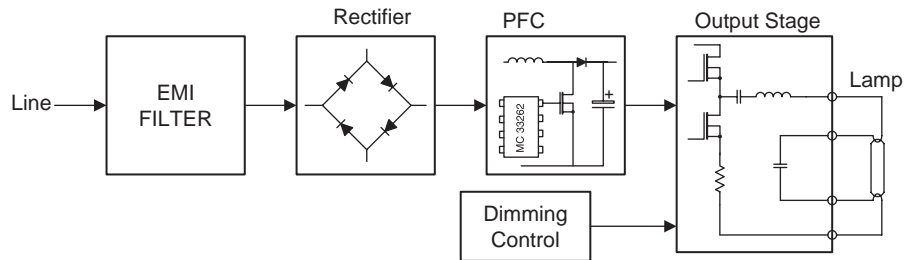 Rectifier
PFC
Output Stage
Line
EMI
FILTER
MC 33262
+
Lamp
Dimming
Control